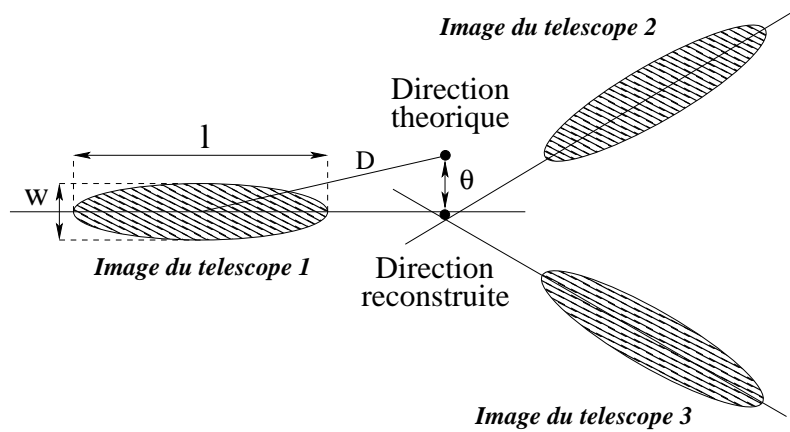 Image du telescope 2
Direction
theorique
l
D
θ
w
Image du telescope 1
Direction
reconstruite
Image du telescope 3